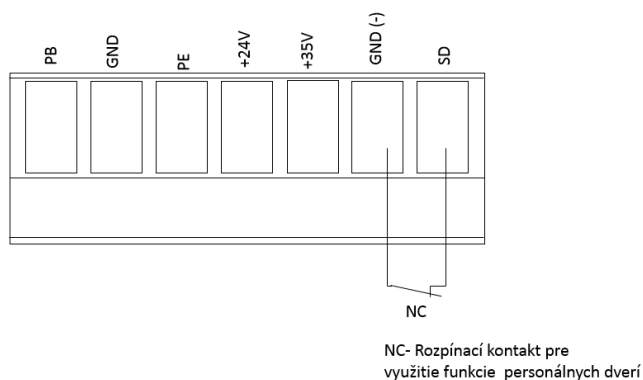 PB
GND
PE
+24V
+35V
GND (-)
SD
NC
NC- Rozpínací kontakt pre
využitie funkcie personálnych dverí